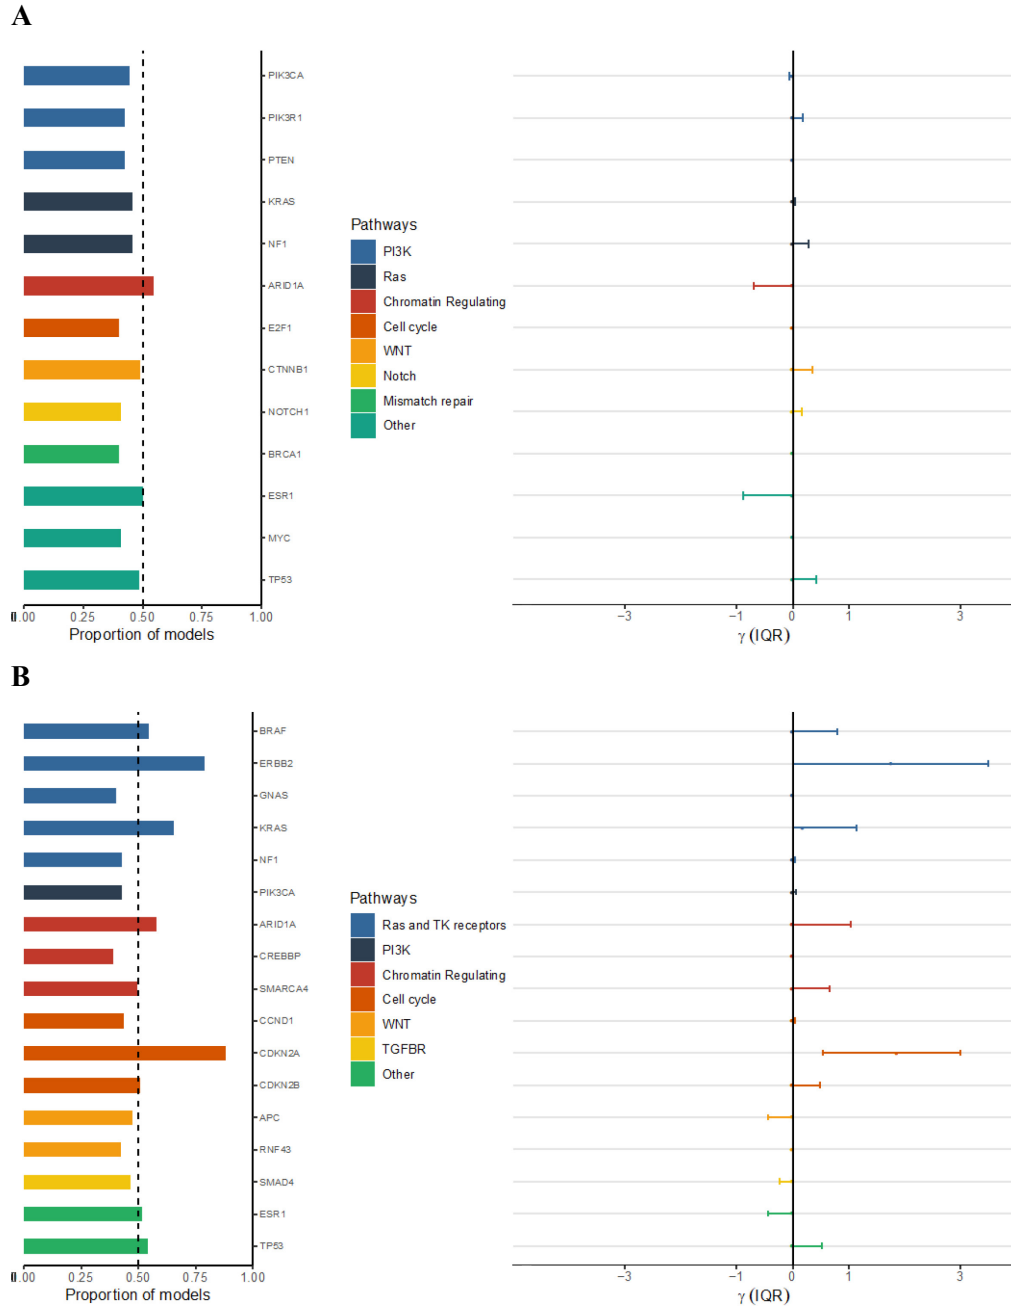 A
PIK3CA
PIK3R1
PTEN
KRAS
NF1
ARID1A
E2F1
CTNNB1
NOTCH1
BRCA1
ESR1
MYC
TP53
0.00 0.25 0.50 0.75 1.00
Proportion of models
Pathways
PI3K
Ras
Chromatin Regulating
Cell cycle
WNT
Notch
Mismatch repair
Other
-3 -1 0 1 3
γ (IQR)
B
BRAF
ERBB2
GNAS
KRAS
NF1
PIK3CA
ARID1A
CREBBP
SMARCA4
CCND1
CDKN2A
CDKN2B
APC
RNF43
SMAD4
ESR1
TP53
0.00 0.25 0.50 0.75 1.00
Proportion of models
Pathways
Ras and TK receptors
PI3K
Chromatin Regulating
Cell cycle
WNT
TGFBR
Other
-3 -1 0 1 3
γ (IQR)